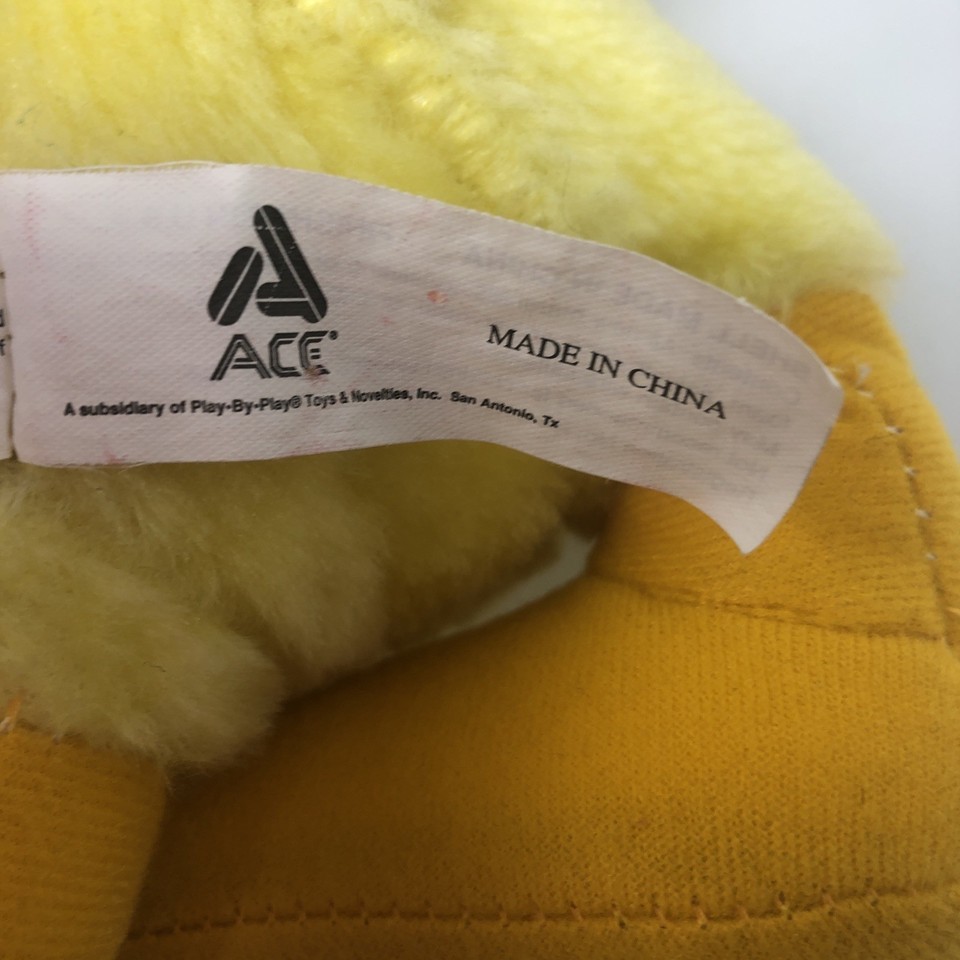 ACE®
MADE IN CHINA
A subsidiary of Play-By-Play® Toys & Novelties, Inc. San Antonio, Tx